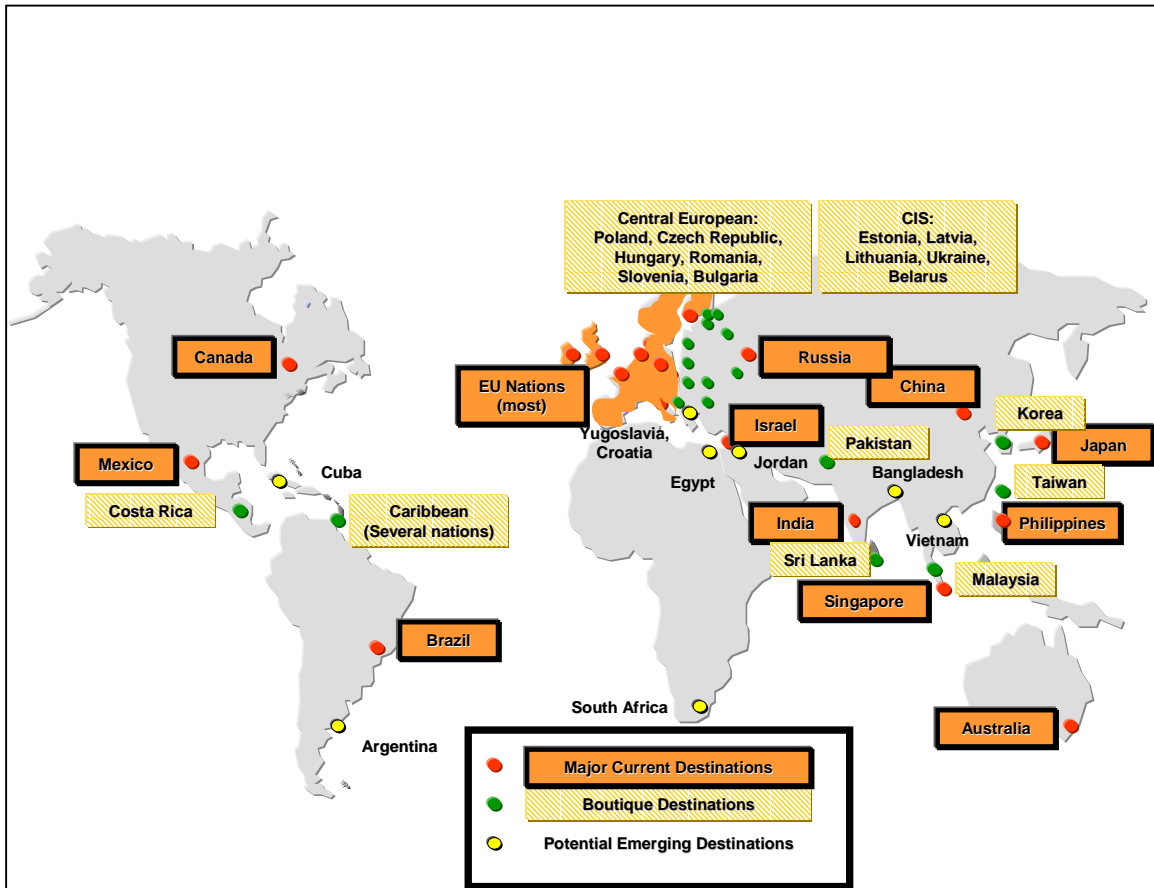 Central European:
Poland, Czech Republic,
Hungary, Romania,
Slovenia, Bulgaria
CIS:
Estonia, Latvia,
Lithuania, Ukraine,
Belarus
Canada
EU Nations
(most)
Russia
China
Korea
Japan
Yugoslavia,
Croatia
Israel
Jordan
Egypt
Pakistan
Bangladesh
Taiwan
Mexico
Cuba
Costa Rica
Caribbean
(Several nations)
India
Vietnam
Philippines
Sri Lanka
Malaysia
Singapore
Brazil
South Africa
Argentina
Australia
Major Current Destinations
Boutique Destinations
Potential Emerging Destinations